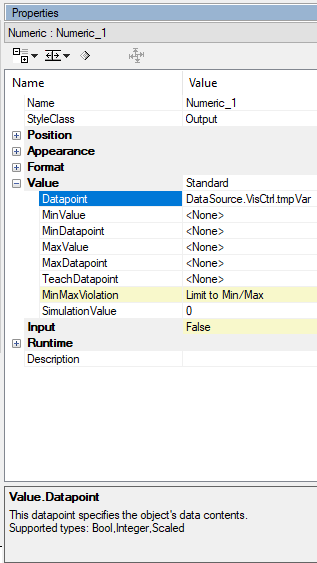 Properties
Numeric : Numeric_1
Name Value
Name Numeric_1
StyleClass Output
Position
Appearance
Format
Value Standard
Datapoint DataSource.VisCtrl.tmpVar
MinValue <None>
MinDatapoint <None>
MaxValue <None>
MaxDatapoint <None>
TeachDatapoint <None>
MinMaxViolation Limit to Min/Max
SimulationValue 0
Input False
Runtime
Description
Value.Datapoint
This datapoint specifies the object's data contents.
Supported types: Bool,Integer,Scaled